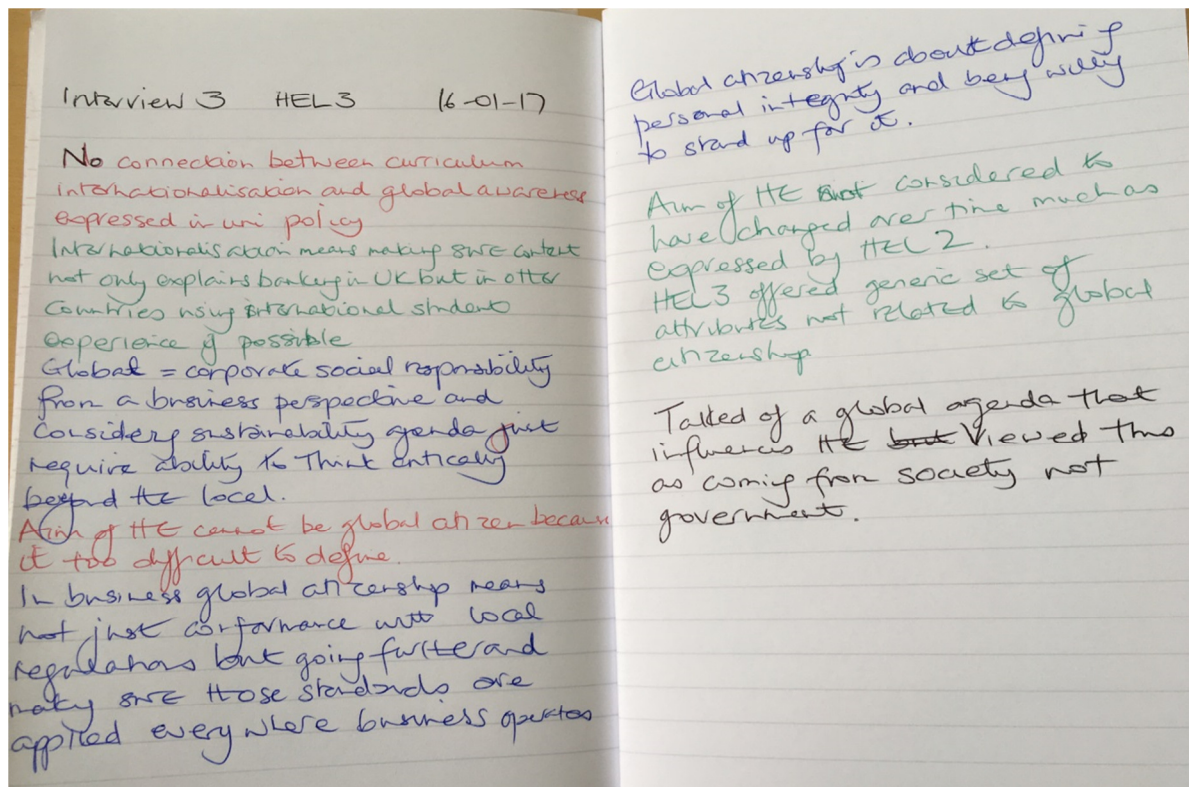 Interview 3 HEL3 16-01-17
No connection between curriculum
internationalisation and global awareness
expressed in uni policy
Internationalisation means making sure content
not only explains banking in UK but in other
countries using international student
experience if possible
Global = corporate social responsibility
from a business perspective and
considering sustainability agenda just
require ability to think critically
beyond the local.
Aim of HE cannot be global citizen because
it too difficult to define.
In business global citizenship means
not just conformance with local
regulations but going further and
making sure those standards are
applied everywhere business operates
Global citizenship is about defining
personal integrity and being willing
to stand up for it.
Aim of HE not considered to
have changed over time much as
expressed by HEL2.
HEL3 offered generic set of
attributes not related to global
citizenship
Talked of a global agenda that
influences HE but Viewed this
as coming from society not
government.